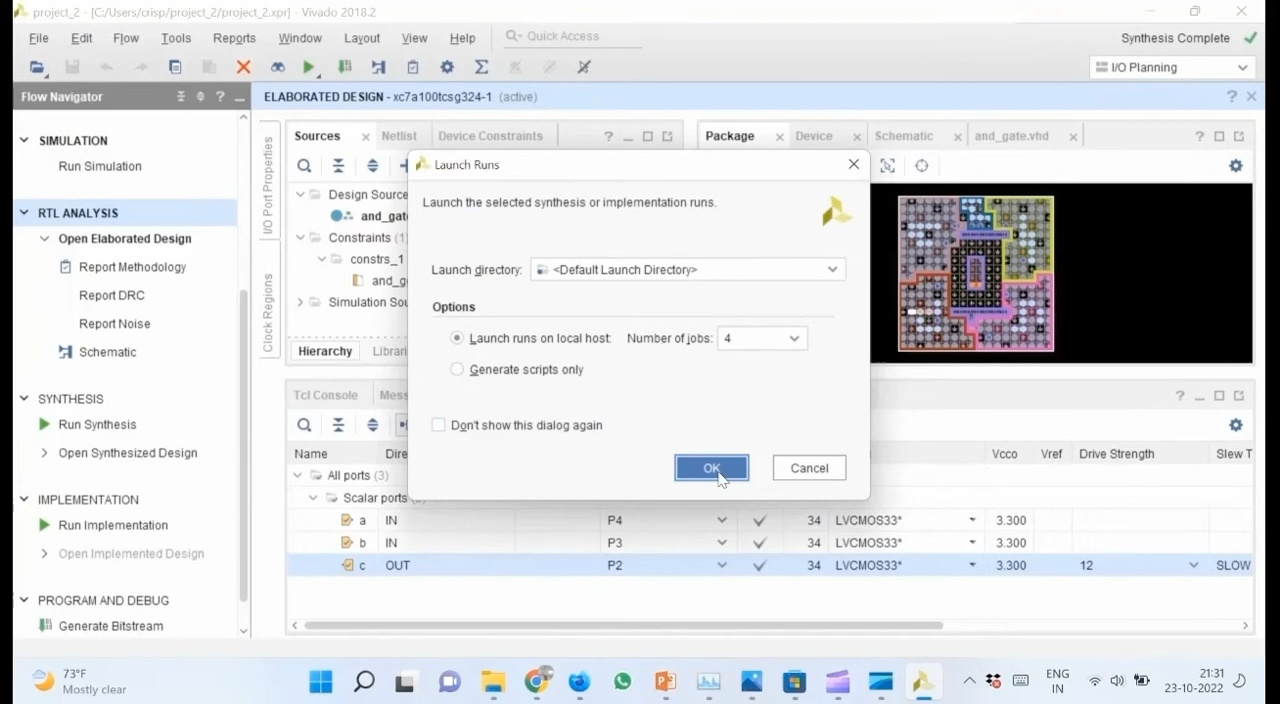 project_2 - [C:/Users/crisp/project_2/project_2.xpr] - Vivado 2018.2
File Edit Flow Tools Reports Window Layout View Help Quick Access Synthesis Complete
I/O Planning
Flow Navigator
ELABORATED DESIGN - xc7a100tcsg324-1 (active)
SIMULATION
Run Simulation
RTL ANALYSIS
Open Elaborated Design
Report Methodology
Report DRC
Report Noise
Schematic
SYNTHESIS
Run Synthesis
Open Synthesized Design
IMPLEMENTATION
Run Implementation
Open Implemented Design
PROGRAM AND DEBUG
Generate Bitstream
I/O Port Properties
Clock Regions
Sources Netlist Device Constraints
Design Source
and_gat
Constraints (1)
constrs_1
and_g
Simulation Sou
Hierarchy Librari
Package Device Schematic and_gate.vhd
Launch Runs
Launch the selected synthesis or implementation runs.
Launch directory: <Default Launch Directory>
Options
Launch runs on local host: Number of jobs: 4
Generate scripts only
Don't show this dialog again
OK Cancel
Tcl Console Mess
Name Dire Vcco Vref Drive Strength Slew T
All ports (3)
Scalar ports
a IN P4 34 LVCMOS33* 3.300
b IN P3 34 LVCMOS33* 3.300
c OUT P2 34 LVCMOS33* 3.300 12 SLOW
73°F
Mostly clear
ENG
IN
21:31
23-10-2022